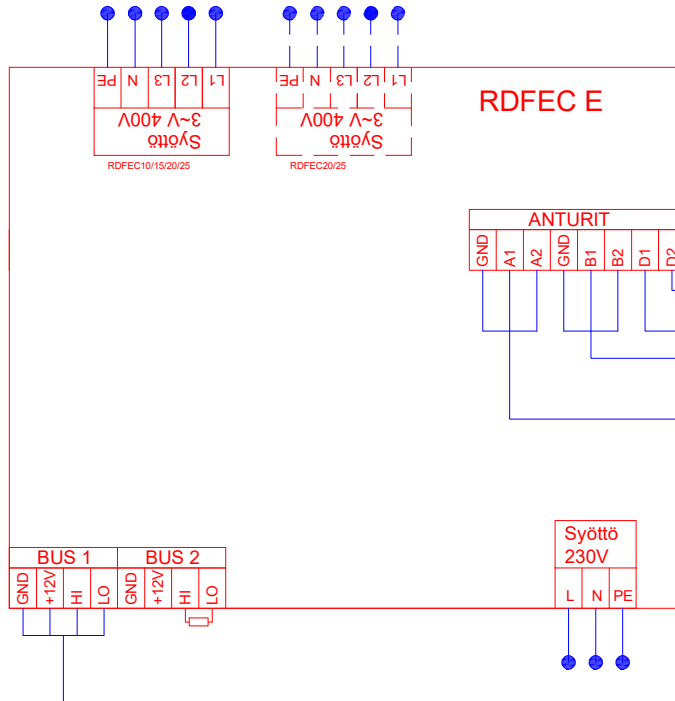 PE N L3 L2 L1
3~V 400V
Syöttö
RDFEC10/15/20/25
PE N L3 L2 L1
3~V 400V
Syöttö
RDFEC20/25
RDFEC E
ANTURIT
GND A1 A2 GND B1 B2 D1 D2
BUS 1 BUS 2
GND +12V HI LO GND +12V HI LO
Syöttö
230V
L N PE